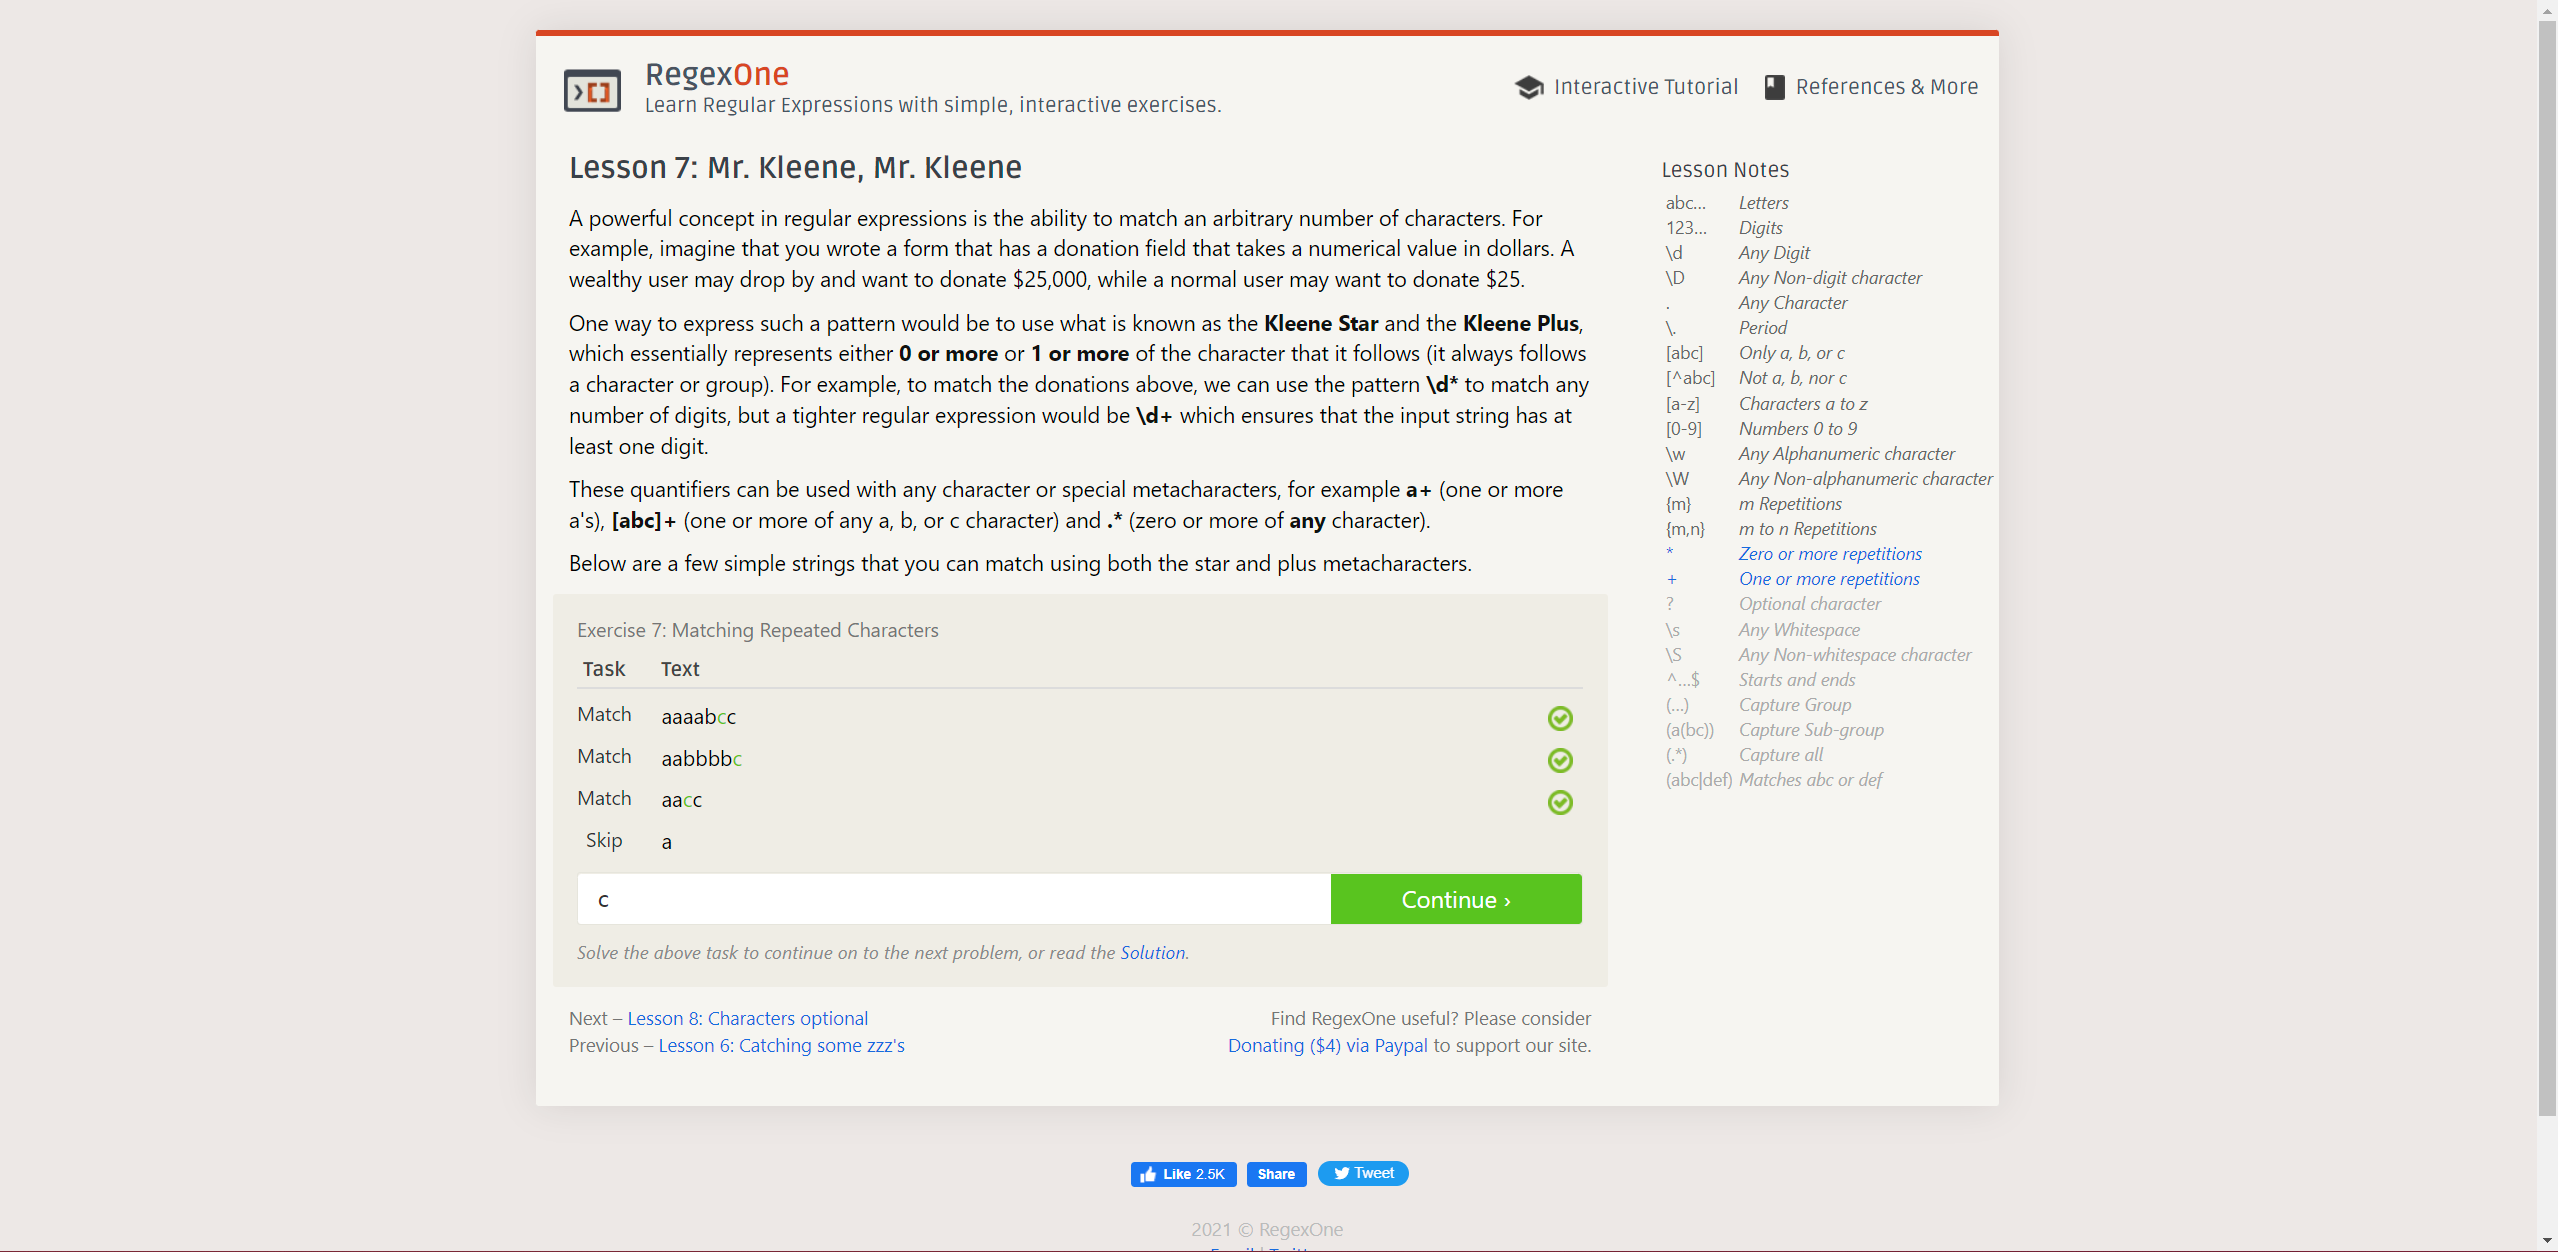 RegexOne
Learn Regular Expressions with simple, interactive exercises.
Interactive Tutorial
References & More
Lesson 7: Mr. Kleene, Mr. Kleene
A powerful concept in regular expressions is the ability to match an arbitrary number of characters. For
example, imagine that you wrote a form that has a donation field that takes a numerical value in dollars. A
wealthy user may drop by and want to donate $25,000, while a normal user may want to donate $25.
One way to express such a pattern would be to use what is known as the Kleene Star and the Kleene Plus,
which essentially represents either 0 or more or 1 or more of the character that it follows (it always follows
a character or group). For example, to match the donations above, we can use the pattern \d* to match any
number of digits, but a tighter regular expression would be \d+ which ensures that the input string has at
least one digit.
These quantifiers can be used with any character or special metacharacters, for example a+ (one or more
a's), [abc]+ (one or more of any a, b, or c character) and .* (zero or more of any character).
Below are a few simple strings that you can match using both the star and plus metacharacters.
Exercise 7: Matching Repeated Characters
Task Text
Match aaaabcc
Match aabbbbc
Match aacc
Skip a
c
Continue ›
Solve the above task to continue on to the next problem, or read the Solution.
Next – Lesson 8: Characters optional
Previous – Lesson 6: Catching some zzz's
Find RegexOne useful? Please consider
Donating ($4) via Paypal to support our site.
Lesson Notes
abc... Letters
123... Digits
\d Any Digit
\D Any Non-digit character
. Any Character
\. Period
[abc] Only a, b, or c
[^abc] Not a, b, nor c
[a-z] Characters a to z
[0-9] Numbers 0 to 9
\w Any Alphanumeric character
\W Any Non-alphanumeric character
{m} m Repetitions
{m,n} m to n Repetitions
* Zero or more repetitions
+ One or more repetitions
? Optional character
\s Any Whitespace
\S Any Non-whitespace character
^...$ Starts and ends
(...) Capture Group
(a(bc)) Capture Sub-group
(.*) Capture all
(abc|def) Matches abc or def
Like 2.5K
Share
Tweet
2021 © RegexOne